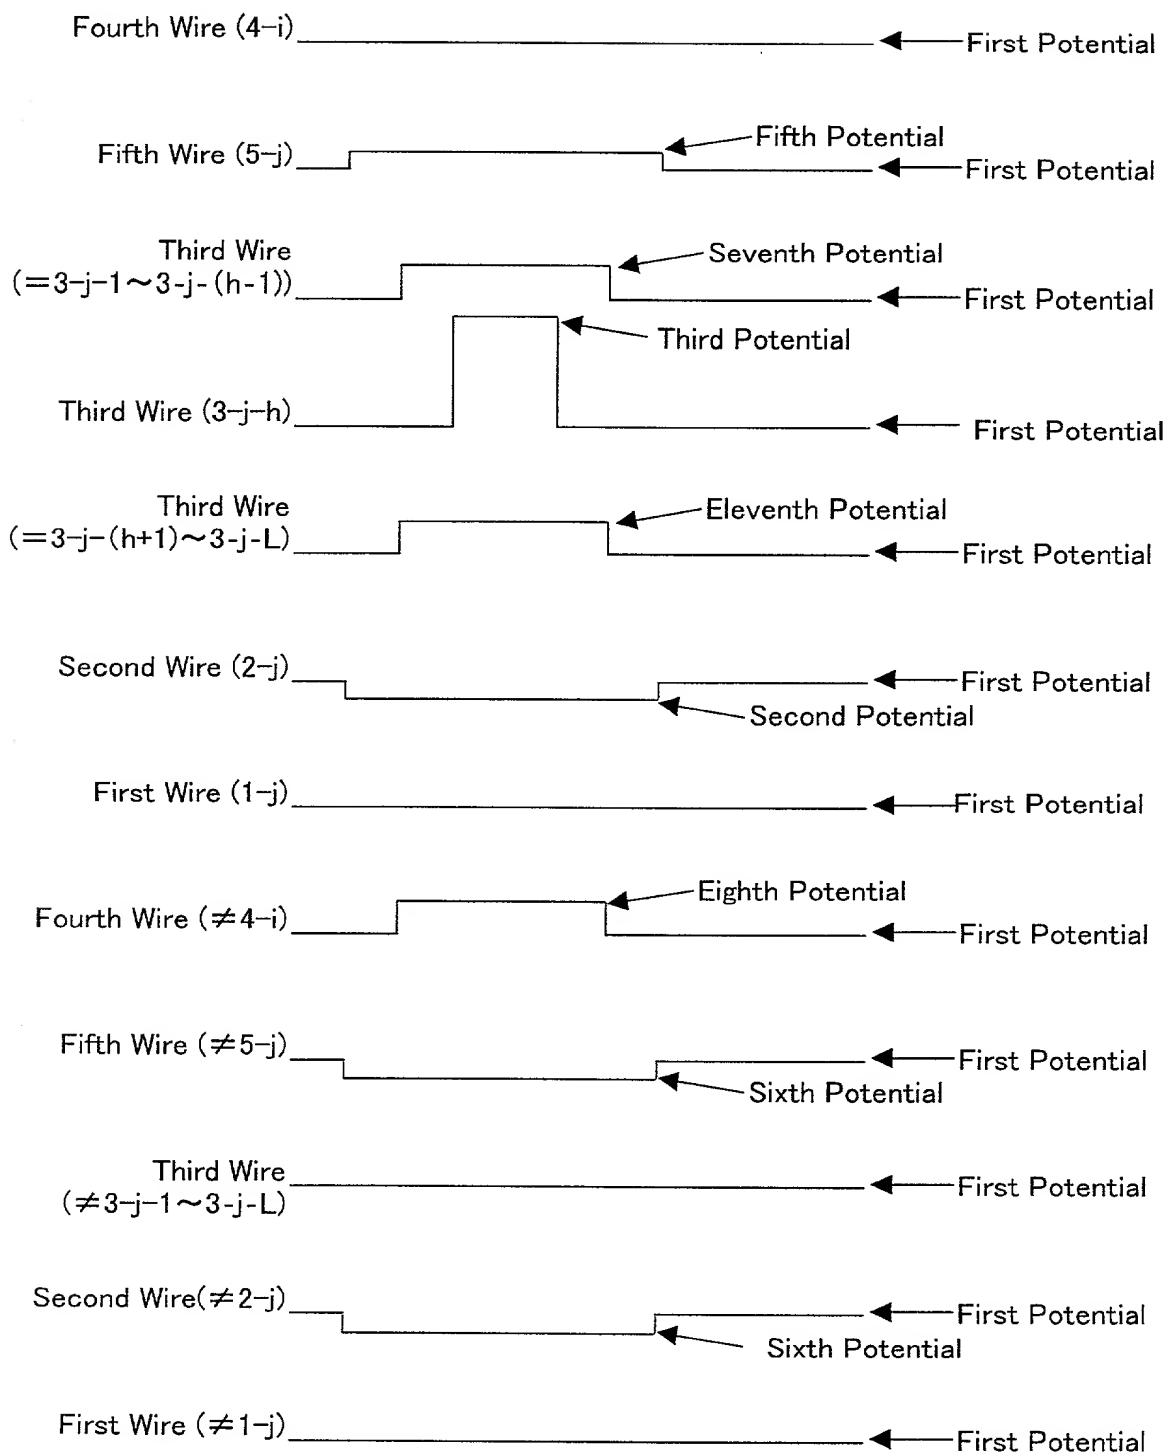 Fourth Wire (4-i)
First Potential
Fifth Wire (5-j)
Fifth Potential
First Potential
Third Wire
(=3-j-1~3-j-(h-1))
Seventh Potential
First Potential
Third Potential
Third Wire (3-j-h)
First Potential
Third Wire
(=3-j-(h+1)~3-j-L)
Eleventh Potential
First Potential
Second Wire (2-j)
First Potential
Second Potential
First Wire (1-j)
First Potential
Eighth Potential
Fourth Wire (≠4-i)
First Potential
Fifth Wire (≠5-j)
First Potential
Sixth Potential
Third Wire
(≠3-j-1~3-j-L)
First Potential
Second Wire(≠2-j)
First Potential
Sixth Potential
First Wire (≠1-j)
First Potential